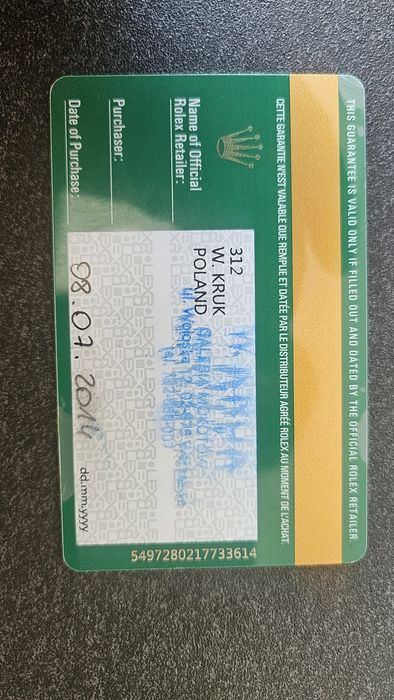 THIS GUARANTEE IS VALID ONLY IF FILLED OUT AND DATED BY THE OFFICIAL ROLEX RETAILER.
CETTE GARANTIE N'EST VALABLE QUE REMPLIE ET DATÉE PAR LE DISTRIBUTEUR AGRÉÉ ROLEX AU MOMENT DE L'ACHAT.
Name of Official
Rolex Retailer:
312
W. KRUK
POLAND
ul. Wołoska
Purchaser:
Date of Purchase:
08.07.2014
dd.mm.yyyy
5497280217733614